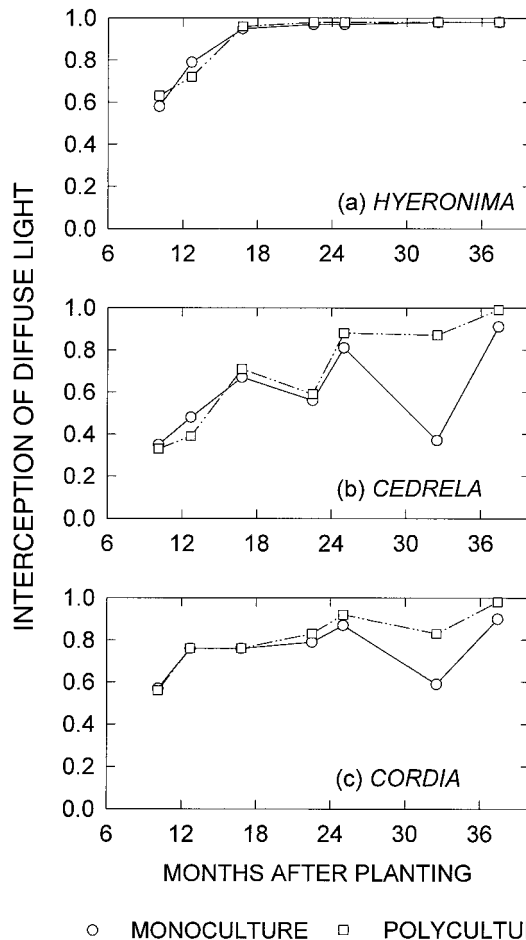 INTERCEPTION OF DIFFUSE LIGHT
1.0
0.8
0.6
0.4
0.2
0.0
(a) HYERONIMA
6 12 18 24 30 36
1.0
0.8
0.6
0.4
0.2
0.0
(b) CEDRELA
6 12 18 24 30 36
1.0
0.8
0.6
0.4
0.2
0.0
(c) CORDIA
6 12 18 24 30 36
MONTHS AFTER PLANTING
MONOCULTURE POLYCULTU